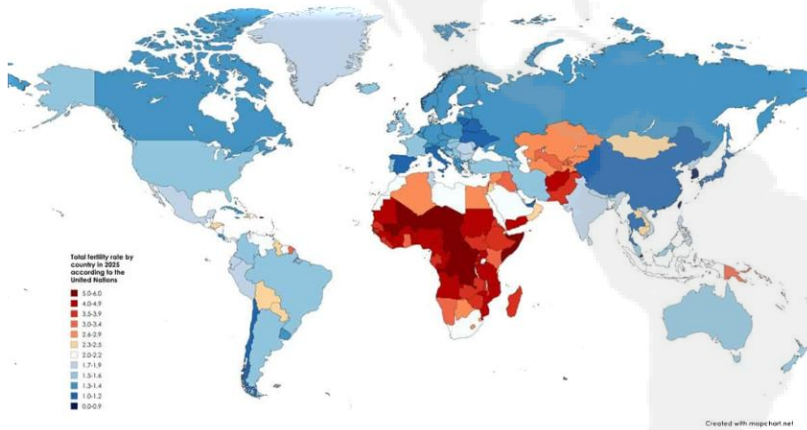 Total fertility rate by
country in 2025
according to the
United Nations
5.0-6.0
4.0-4.9
3.5-3.9
3.0-3.4
2.6-2.9
2.3-2.5
2.0-2.2
1.7-1.9
1.5-1.6
1.3-1.4
1.0-1.2
0.0-0.9
Created with mapchart.net